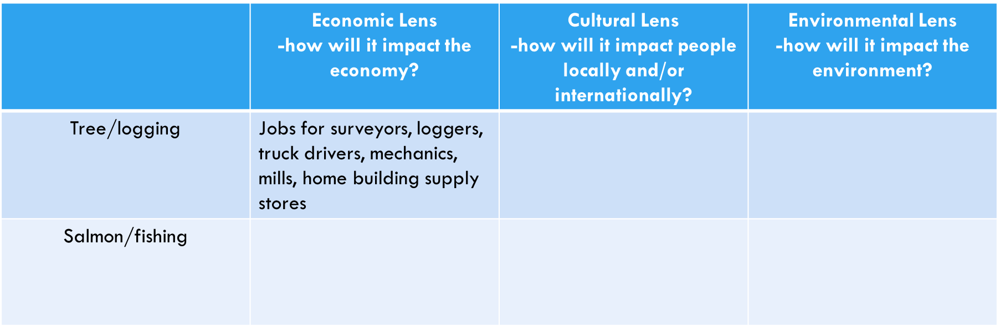 Economic Lens
-how will it impact the
economy?
Cultural Lens
-how will it impact people
locally and/or
internationally?
Environmental Lens
-how will it impact the
environment?
Tree/logging
Jobs for surveyors, loggers,
truck drivers, mechanics,
mills, home building supply
stores
Salmon/fishing